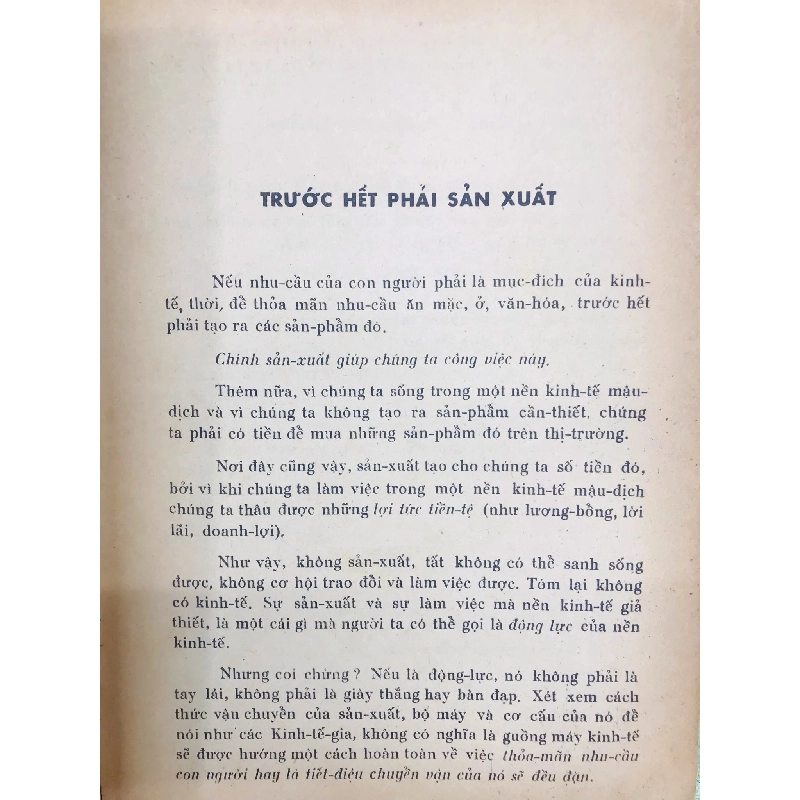 TRƯỚC HẾT PHẢI SẢN XUẤT
Nếu nhu-cầu của con người phải là mục-đích của kinh-
tế, thời, để thỏa mãn nhu-cầu ăn mặc, ở, văn-hóa, trước hết
phải tạo ra các sản-phẩm đó.
Chính sản-xuất giúp chúng ta công việc này.
Thêm nữa, vì chúng ta sống trong một nền kinh-tế mậu-
dịch và vì chúng ta không tạo ra sản-phẩm cần-thiết, chúng
ta phải có tiền để mua những sản-phẩm đó trên thị-trường.
Nơi đây cũng vậy, sản-xuất tạo cho chúng ta số tiền đó,
bởi vì khi chúng ta làm việc trong một nền kinh-tế mậu-dịch
chúng ta thâu được những lợi tức tiền-tệ (như lương-bổng, lời
lãi, doanh-lợi).
Như vậy, không sản-xuất, tất không có thể sanh sống
được, không cơ hội trao đổi và làm việc được. Tóm lại không
có kinh-tế. Sự sản-xuất và sự làm việc mà nền kinh-tế giả
thiết, là một cái gì mà người ta có thể gọi là động lực của nền
kinh-tế.
Nhưng coi chừng ? Nếu là động-lực, nó không phải là
tay lái, không phải là giày thắng hay bàn đạp. Xét xem cách
thức vận chuyển của sản-xuất, bộ máy và cơ cấu của nó để
nói như các Kinh-tế-gia, không có nghĩa là guồng máy kinh-tế
sẽ được hướng một cách hoàn toàn về việc thỏa-mãn nhu-cầu
con người hay là tiết-điệu chuyển vận của nó sẽ đều đặn.